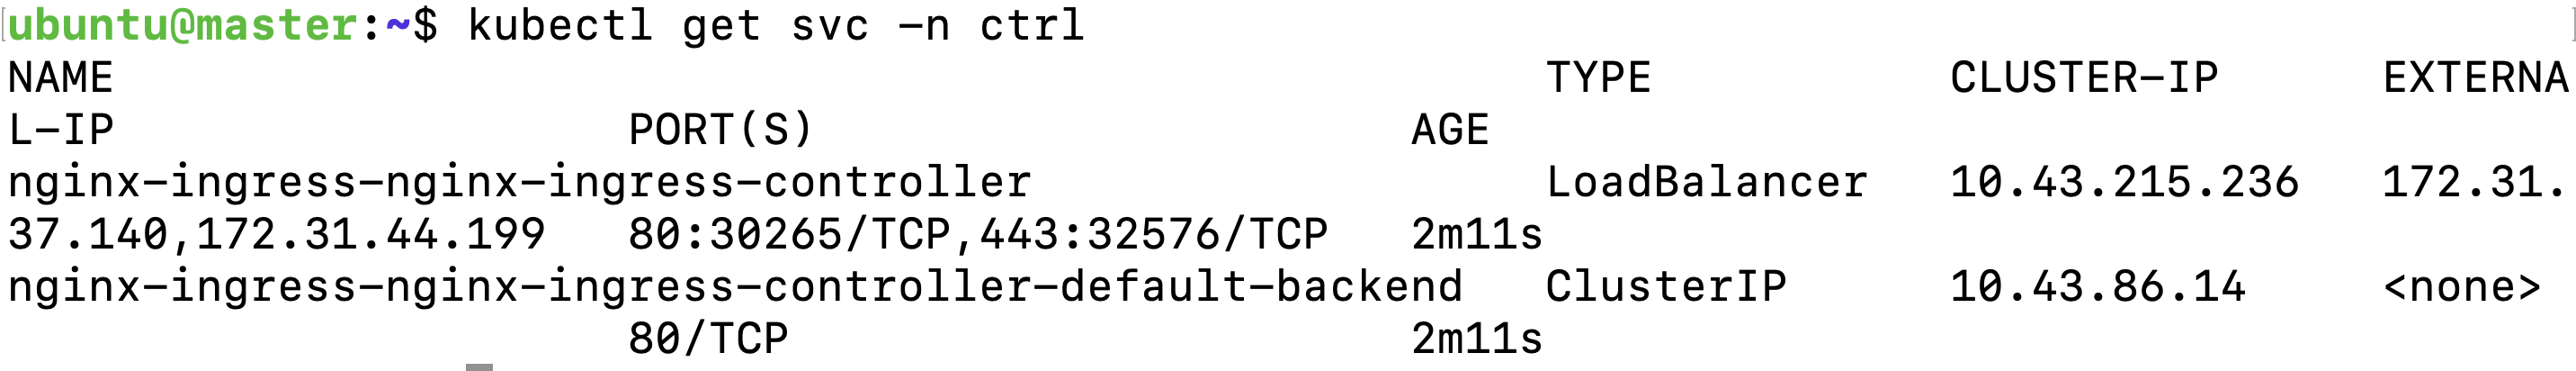 ubuntu@master:~$ kubectl get svc -n ctrl
NAME TYPE CLUSTER-IP EXTERNA
L-IP PORT(S) AGE
nginx-ingress-nginx-ingress-controller LoadBalancer 10.43.215.236 172.31.
37.140,172.31.44.199 80:30265/TCP,443:32576/TCP 2m11s
nginx-ingress-nginx-ingress-controller-default-backend ClusterIP 10.43.86.14 <none>
80/TCP 2m11s